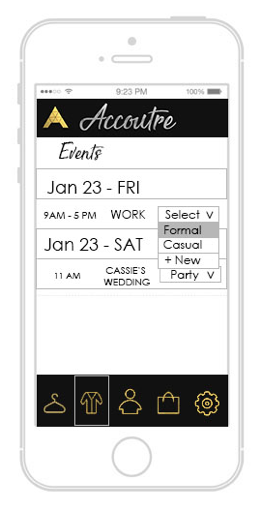 9:23 PM 100%
Accoutre
Events
Jan 23 - FRI
9AM - 5 PM WORK Select v
Formal
Jan 23 - SAT Casual
+ New
11 AM CASSIE'S WEDDING Party v